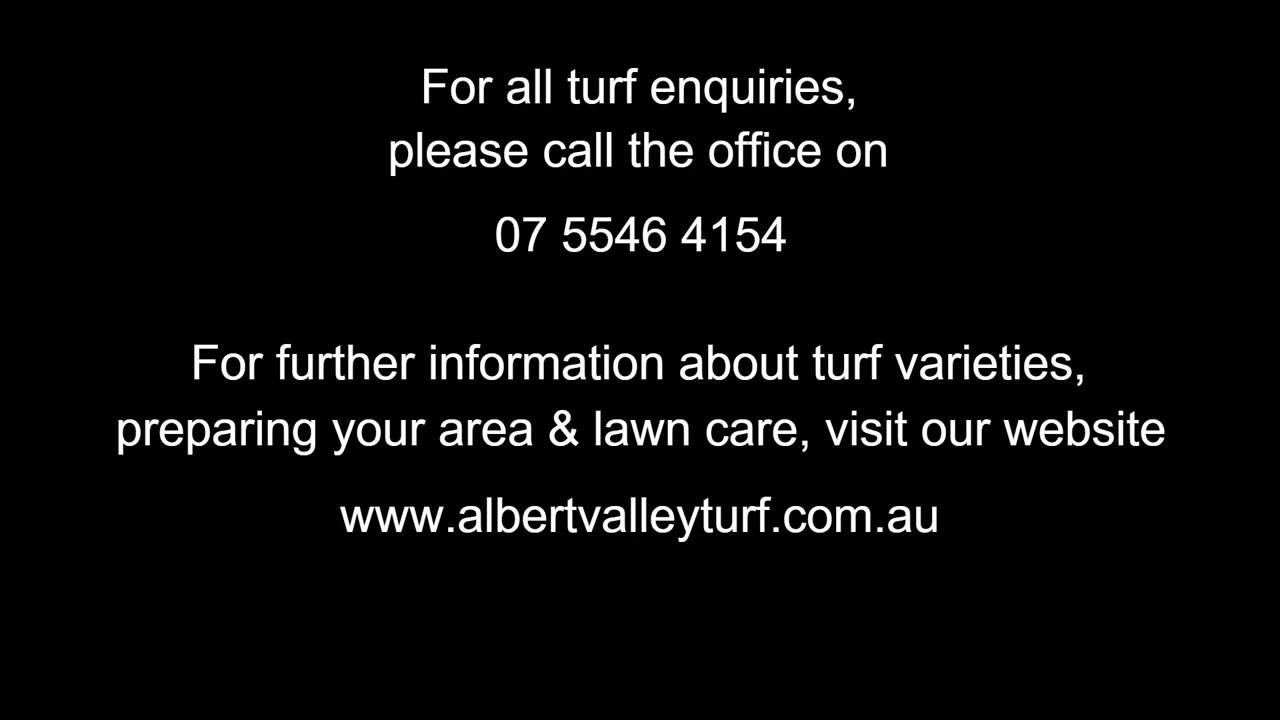 For all turf enquiries,
please call the office on
07 5546 4154
For further information about turf varieties,
preparing your area & lawn care, visit our website
www.albertvalleyturf.com.au